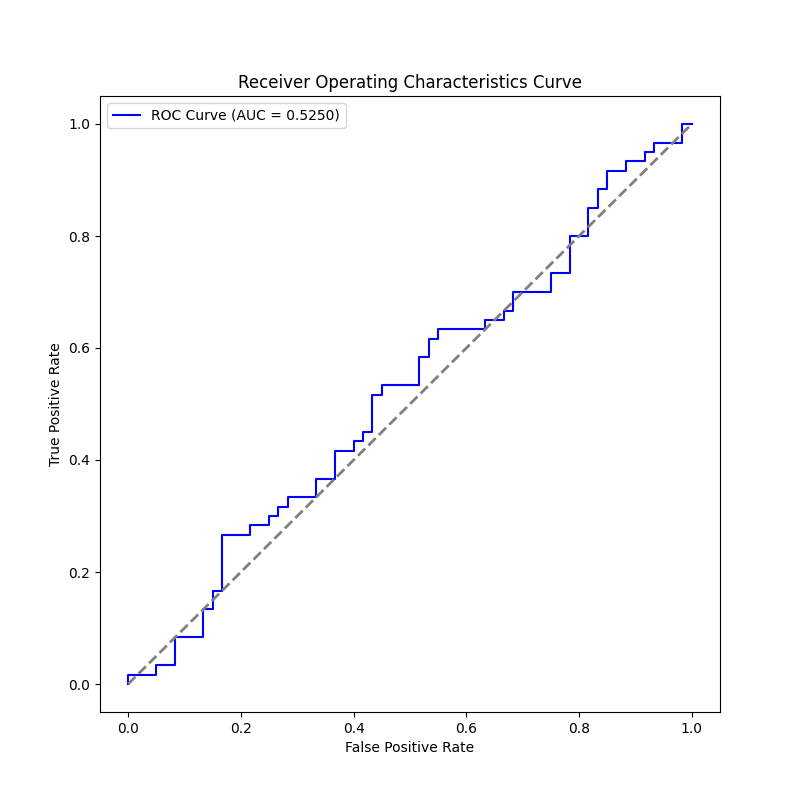 Receiver Operating Characteristics Curve
ROC Curve (AUC = 0.5250)
1.0
0.8
0.6
0.4
0.2
0.0
True Positive Rate
0.0 0.2 0.4 0.6 0.8 1.0
False Positive Rate